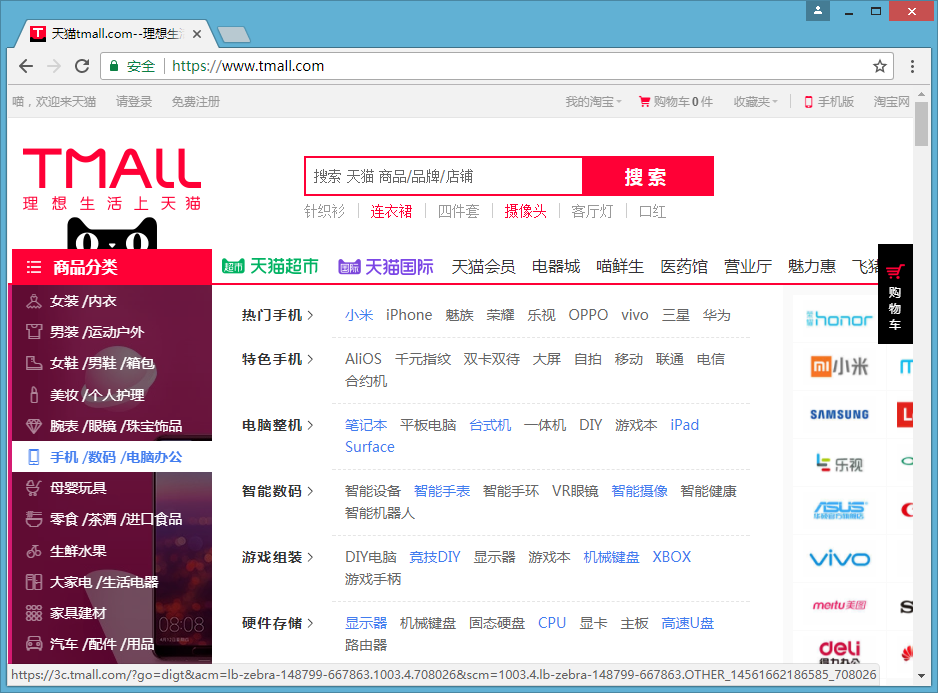 天猫tmall.com--理想生活
安全 https://www.tmall.com
喵，欢迎来天猫 请登录 免费注册 我的淘宝 购物车0件 收藏夹 手机版 淘宝网
TMALL
理想生活上天猫
搜索 天猫 商品/品牌/店铺 搜索
针织衫 连衣裙 四件套 摄像头 客厅灯 口红
商品分类 超市 天猫超市 国际 天猫国际 天猫会员 电器城 喵鲜生 医药馆 营业厅 魅力惠 飞猪
购物车
女装 /内衣
男装 /运动户外
女鞋 /男鞋 /箱包
美妆 /个人护理
腕表 /眼镜 /珠宝饰品
手机 /数码 /电脑办公
母婴玩具
零食 /茶酒 /进口食品
生鲜水果
大家电 /生活电器
家具建材
汽车 /配件 /用品
08:08
热门手机 小米 iPhone 魅族 荣耀 乐视 OPPO vivo 三星 华为
特色手机 AliOS 千元指纹 双卡双待 大屏 自拍 移动 联通 电信
合约机
电脑整机 笔记本 平板电脑 台式机 一体机 DIY 游戏本 iPad
Surface
智能数码 智能设备 智能手表 智能手环 VR眼镜 智能摄像 智能健康
智能机器人
游戏组装 DIY电脑 竞技DIY 显示器 游戏本 机械键盘 XBOX
游戏手柄
硬件存储 显示器 机械键盘 固态硬盘 CPU 显卡 主板 高速U盘
路由器
荣耀 honor
小米
SAMSUNG
乐视
ASUS
华硕官方旗舰店
vivo
meitu美图
deli
得力办公
https://3c.tmall.com/?go=digt&acm=lb-zebra-148799-667863.1003.4.708026&scm=1003.4.lb-zebra-148799-667863.OTHER_14561662186585_708026